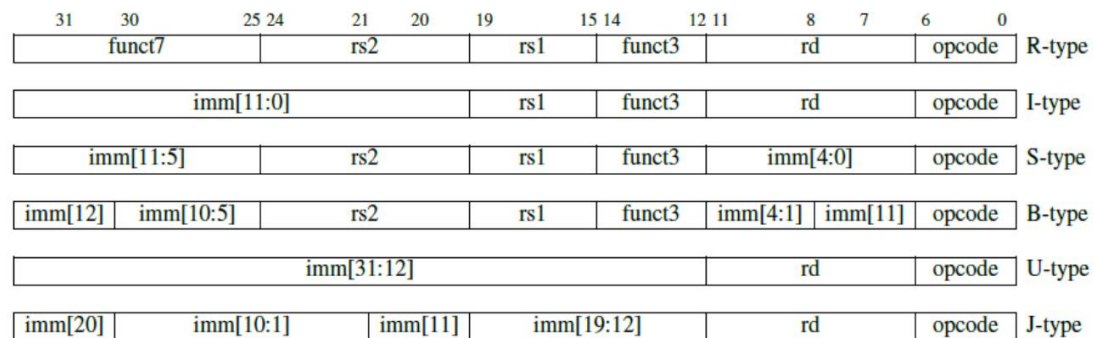 31 30 25 24 21 20 19 15 14 12 11 8 7 6 0
funct7 rs2 rs1 funct3 rd opcode R-type
imm[11:0] rs1 funct3 rd opcode I-type
imm[11:5] rs2 rs1 funct3 imm[4:0] opcode S-type
imm[12] imm[10:5] rs2 rs1 funct3 imm[4:1] imm[11] opcode B-type
imm[31:12] rd opcode U-type
imm[20] imm[10:1] imm[11] imm[19:12] rd opcode J-type